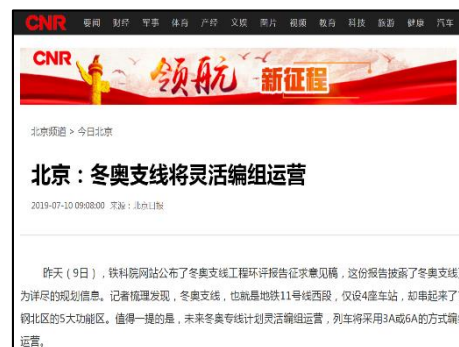 CNR 要闻 财经 军事 体育 产经 文娱 图片 视频 教育 科技 旅游 健康 汽车
CNR
领航 新征程
北京频道 > 今日北京
北京：冬奥支线将灵活编组运营
2019-07-10 09:08:00 来源：北京日报
昨天（9日），铁科院网站公布了冬奥支线工程环评报告征求意见稿，这份报告披露了冬奥支线
为详尽的规划信息。记者梳理发现，冬奥支线，也就是地铁11号线西段，仅设4座车站，却串起来了
钢北区的5大功能区。值得一提的是，未来冬奥专线计划灵活编组运营，列车将采用3A或6A的方式编
运营。